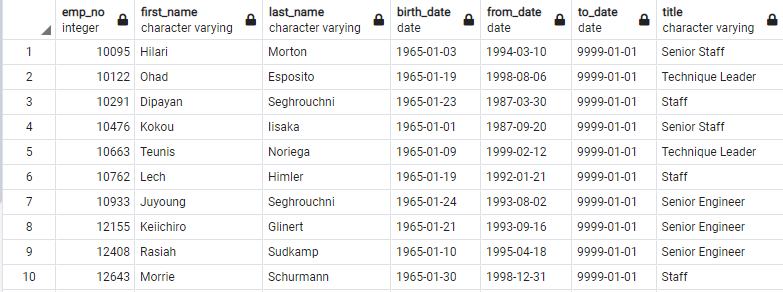 emp_no first_name last_name birth_date from_date to_date title
integer character varying character varying date date date character varying
1 10095 Hilari Morton 1965-01-03 1994-03-10 9999-01-01 Senior Staff
2 10122 Ohad Esposito 1965-01-19 1998-08-06 9999-01-01 Technique Leader
3 10291 Dipayan Seghrouchni 1965-01-23 1987-03-30 9999-01-01 Staff
4 10476 Kokou Iisaka 1965-01-01 1987-09-20 9999-01-01 Senior Staff
5 10663 Teunis Noriega 1965-01-09 1999-02-12 9999-01-01 Technique Leader
6 10762 Lech Himler 1965-01-19 1992-01-21 9999-01-01 Staff
7 10933 Juyoung Seghrouchni 1965-01-24 1993-08-02 9999-01-01 Senior Engineer
8 12155 Keiichiro Glinert 1965-01-21 1993-09-16 9999-01-01 Senior Engineer
9 12408 Rasiah Sudkamp 1965-01-10 1995-04-18 9999-01-01 Senior Engineer
10 12643 Morrie Schurmann 1965-01-30 1998-12-31 9999-01-01 Staff